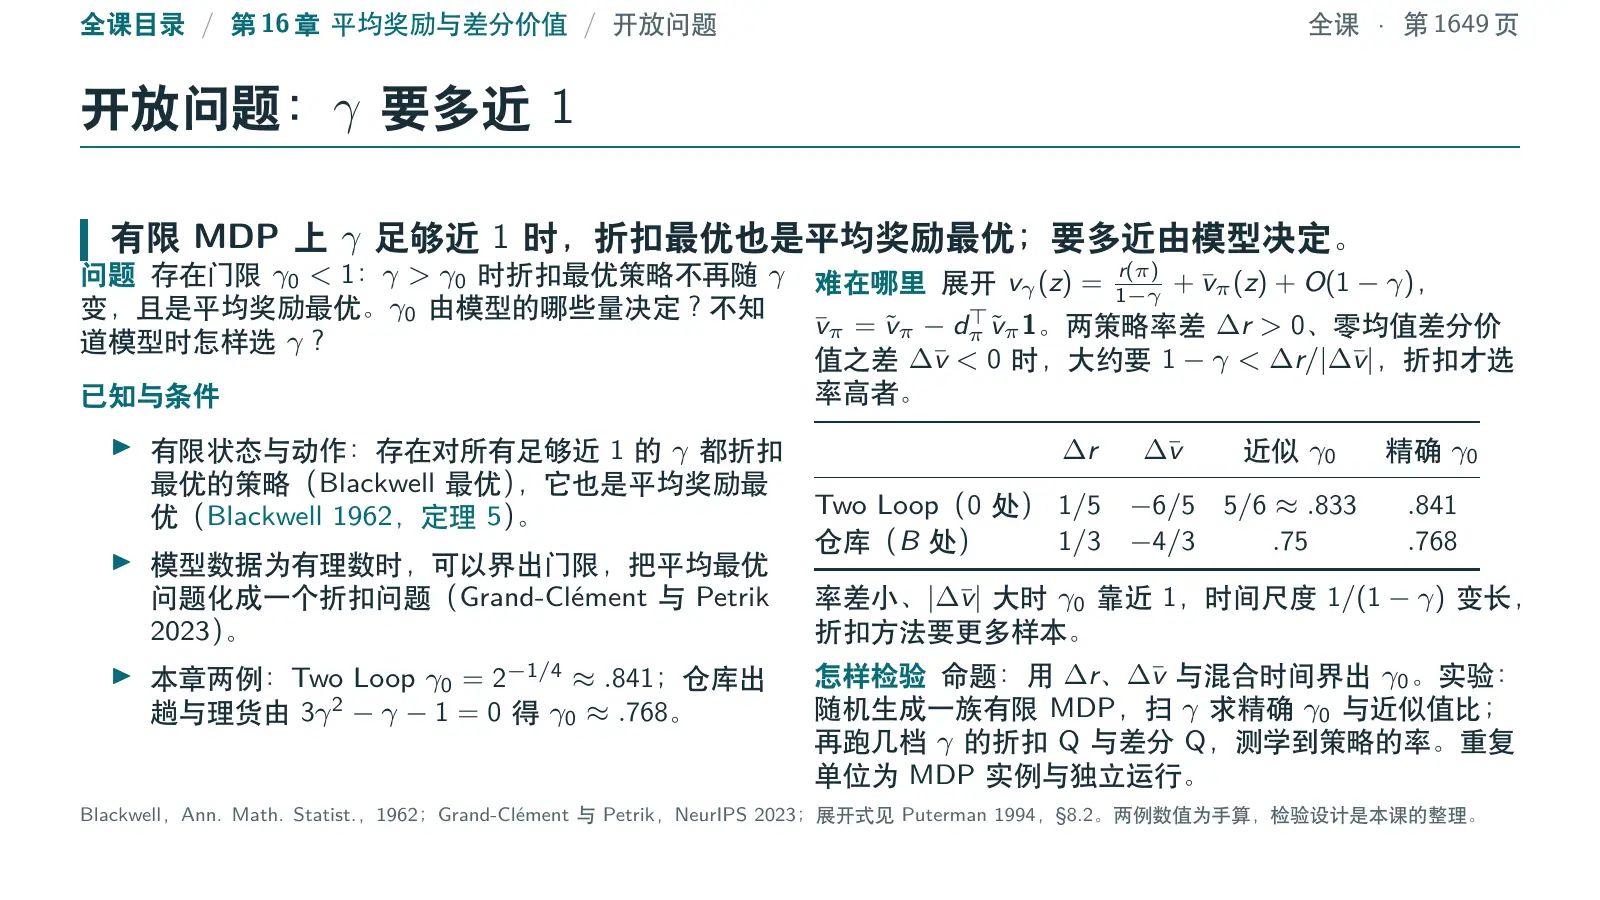 全课目录 / 第 16 章 平均奖励与差分价值 / 开放问题
全课 · 第 1649 页
开放问题：γ 要多近 1
有限 MDP 上 γ 足够近 1 时，折扣最优也是平均奖励最优；要多近由模型决定。
问题 存在门限 γ₀ < 1：γ > γ₀ 时折扣最优策略不再随 γ
变，且是平均奖励最优。γ₀ 由模型的哪些量决定？不知
道模型时怎样选 γ？
已知与条件
▶ 有限状态与动作：存在对所有足够近 1 的 γ 都折扣
最优的策略（Blackwell 最优），它也是平均奖励最
优（Blackwell 1962，定理 5）。
▶ 模型数据为有理数时，可以界出门限，把平均最优
问题化成一个折扣问题（Grand-Clément 与 Petrik
2023）。
▶ 本章两例：Two Loop γ₀ = 2^{−1/4} ≈ .841；仓库出
趟与理货由 3γ² − γ − 1 = 0 得 γ₀ ≈ .768。
难在哪里 展开 v_γ(z) = r(π)/(1−γ) + v̄_π(z) + O(1 − γ)，
v̄_π = ṽ_π − d_π^⊤ ṽ_π 1。两策略率差 Δr > 0、零均值差分价
值之差 Δv̄ < 0 时，大约要 1 − γ < Δr/|Δv̄|，折扣才选
率高者。
Δr Δv̄ 近似 γ₀ 精确 γ₀
Two Loop（0 处） 1/5 −6/5 5/6 ≈ .833 .841
仓库（B 处） 1/3 −4/3 .75 .768
率差小、|Δv̄| 大时 γ₀ 靠近 1，时间尺度 1/(1 − γ) 变长，
折扣方法要更多样本。
怎样检验 命题：用 Δr、Δv̄ 与混合时间界出 γ₀。实验：
随机生成一族有限 MDP，扫 γ 求精确 γ₀ 与近似值比；
再跑几档 γ 的折扣 Q 与差分 Q，测学到策略的率。重复
单位为 MDP 实例与独立运行。
Blackwell，Ann. Math. Statist.，1962；Grand-Clément 与 Petrik，NeurIPS 2023；展开式见 Puterman 1994，§8.2。两例数值为手算，检验设计是本课的整理。